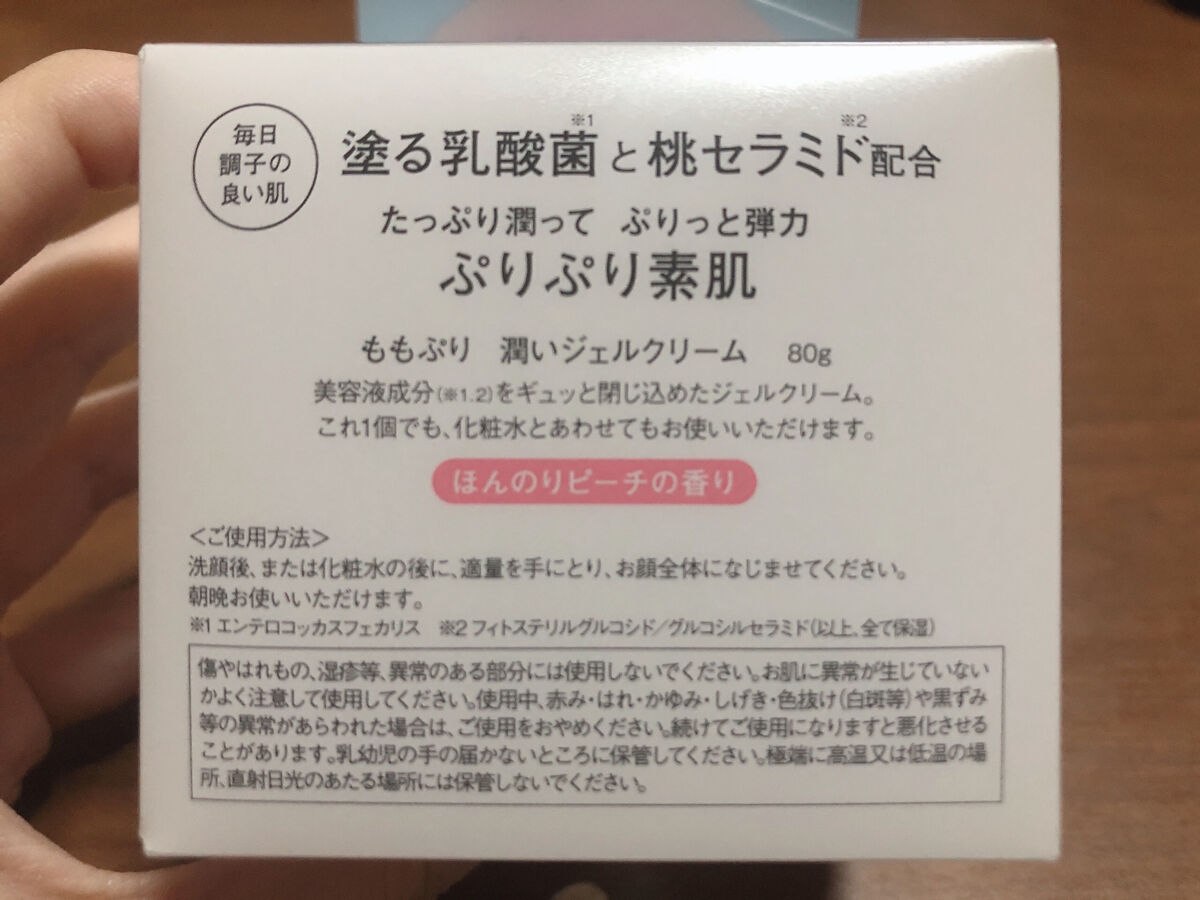 毎日
調子の
良い肌
塗る乳酸菌※1と桃セラミド※2配合
たっぷり潤って ぷりっと弾力
ぷりぷり素肌
ももぷり 潤いジェルクリーム 80g
美容液成分(※1.2)をギュッと閉じ込めたジェルクリーム。
これ1個でも、化粧水とあわせてもお使いいただけます。
ほんのりピーチの香り
＜ご使用方法＞
洗顔後、または化粧水の後に、適量を手にとり、お顔全体になじませてください。
朝晩お使いいただけます。
※1 エンテロコッカスフェカリス ※2 フィトステリルグルコシド／グルコシルセラミド(以上、全て保湿)
傷やはれもの、湿疹等、異常のある部分には使用しないでください。お肌に異常が生じていない
かよく注意して使用してください。使用中、赤み・はれ・かゆみ・しげき・色抜け(白斑等)や黒ずみ
等の異常があらわれた場合は、ご使用をおやめください。続けてご使用になりますと悪化させる
ことがあります。乳幼児の手の届かないところに保管してください。極端に高温又は低温の場
所、直射日光のあたる場所には保管しないでください。